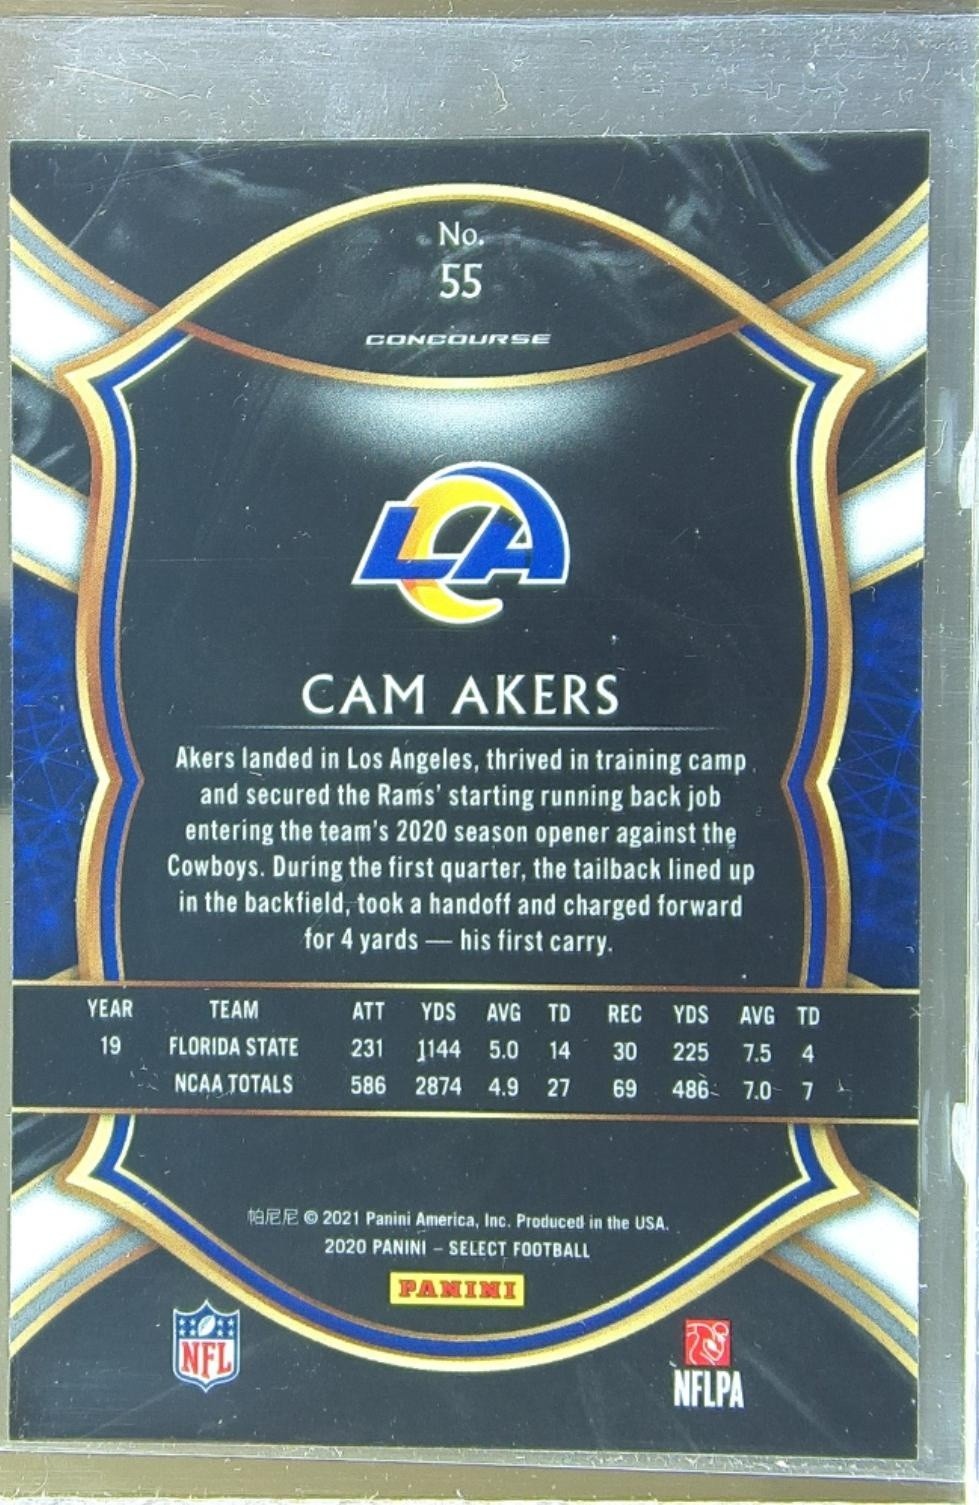 No.
55
CONCOURSE
LA
CAM AKERS
Akers landed in Los Angeles, thrived in training camp
and secured the Rams' starting running back job
entering the team's 2020 season opener against the
Cowboys. During the first quarter, the tailback lined up
in the backfield, took a handoff and charged forward
for 4 yards — his first carry.
YEAR TEAM ATT YDS AVG TD REC YDS AVG TD
19 FLORIDA STATE 231 1144 5.0 14 30 225 7.5 4
NCAA TOTALS 586 2874 4.9 27 69 486 7.0 7
帕尼尼 © 2021 Panini America, Inc. Produced in the USA.
2020 PANINI – SELECT FOOTBALL
PANINI
NFL
NFLPA